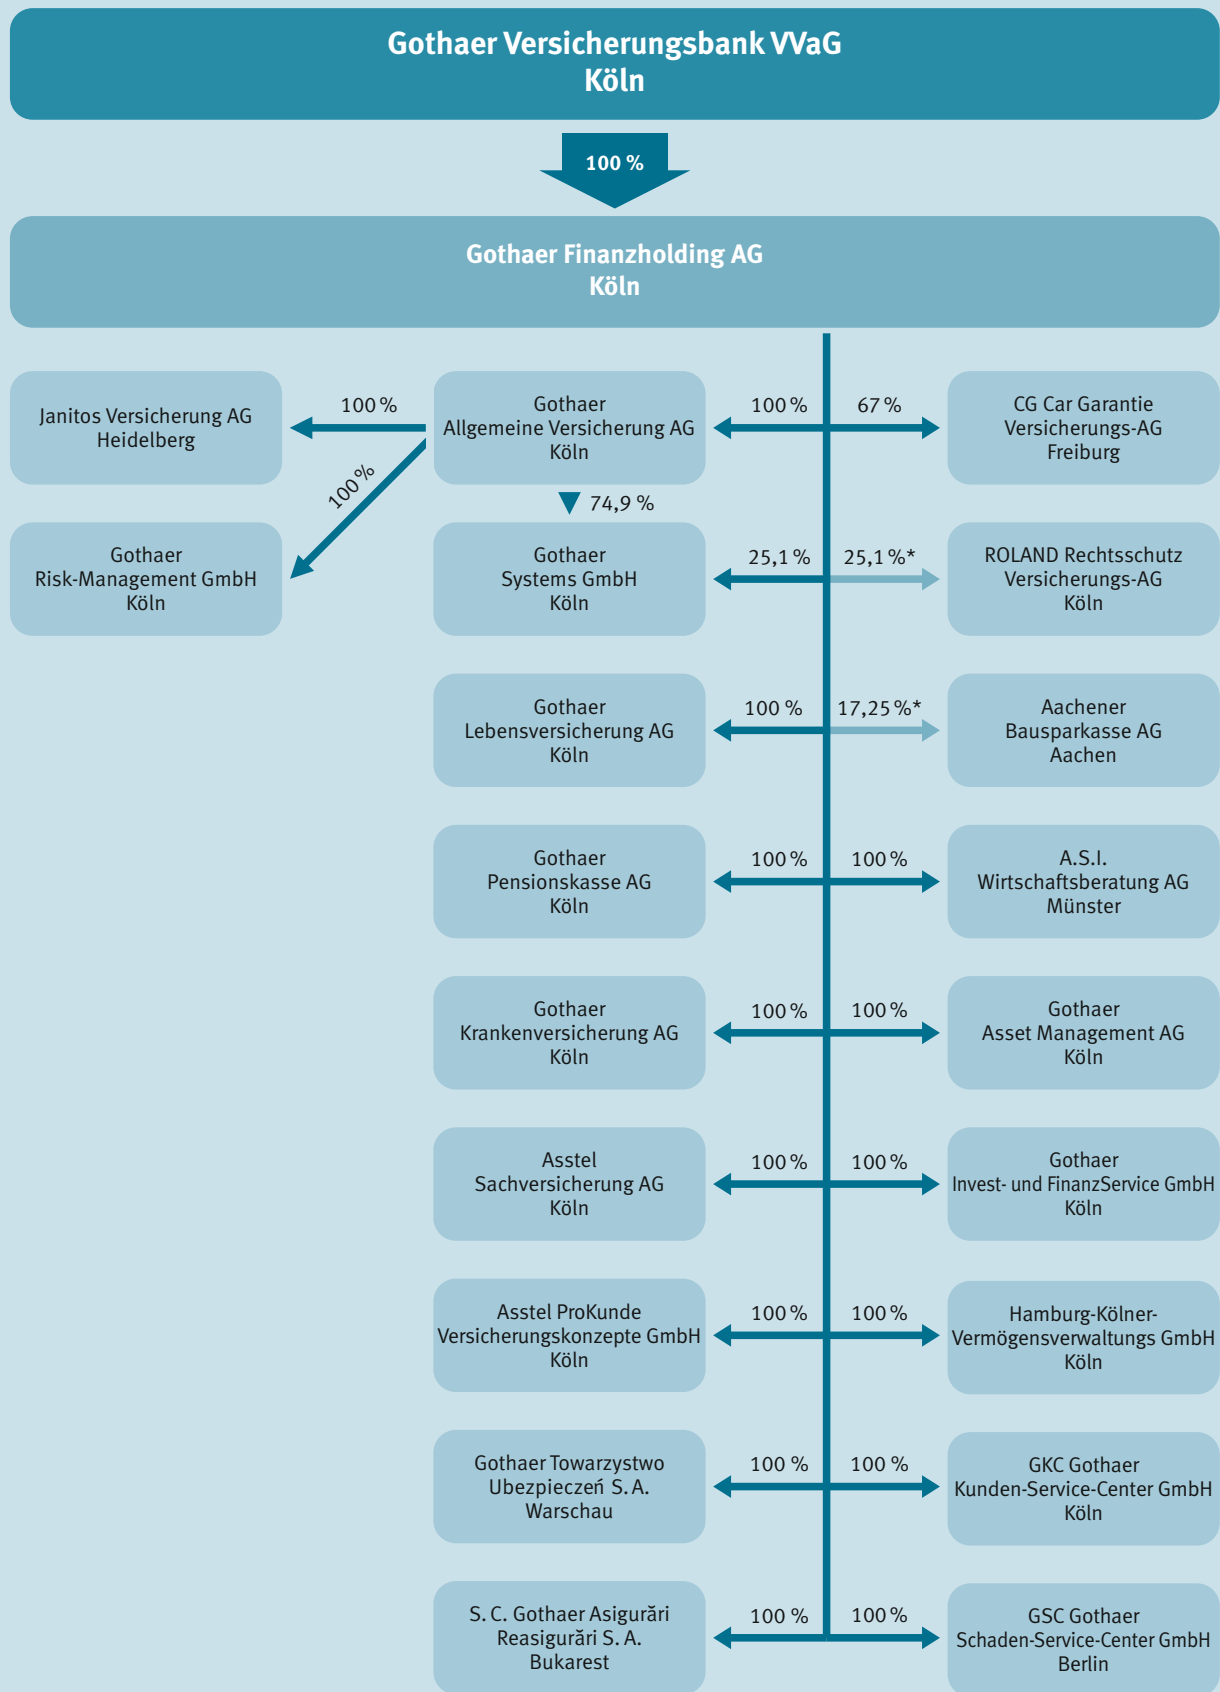 Gothaer Versicherungsbank VVaG
Köln
100 %
Gothaer Finanzholding AG
Köln
Janitos Versicherung AG
Heidelberg
100 %
Gothaer
Allgemeine Versicherung AG
Köln
100 %
67 %
CG Car Garantie
Versicherungs-AG
Freiburg
100 %
74,9 %
Gothaer
Risk-Management GmbH
Köln
Gothaer
Systems GmbH
Köln
25,1 %
25,1 %*
ROLAND Rechtsschutz
Versicherungs-AG
Köln
Gothaer
Lebensversicherung AG
Köln
100 %
17,25 %*
Aachener
Bausparkasse AG
Aachen
Gothaer
Pensionskasse AG
Köln
100 %
100 %
A.S.I.
Wirtschaftsberatung AG
Münster
Gothaer
Krankenversicherung AG
Köln
100 %
100 %
Gothaer
Asset Management AG
Köln
Asstel
Sachversicherung AG
Köln
100 %
100 %
Gothaer
Invest- und FinanzService GmbH
Köln
Asstel ProKunde
Versicherungskonzepte GmbH
Köln
100 %
100 %
Hamburg-Kölner-
Vermögensverwaltungs GmbH
Köln
Gothaer Towarzystwo
Ubezpieczeń S. A.
Warschau
100 %
100 %
GKC Gothaer
Kunden-Service-Center GmbH
Köln
S. C. Gothaer Asigurări
Reasigurări S. A.
Bukarest
100 %
100 %
GSC Gothaer
Schaden-Service-Center GmbH
Berlin